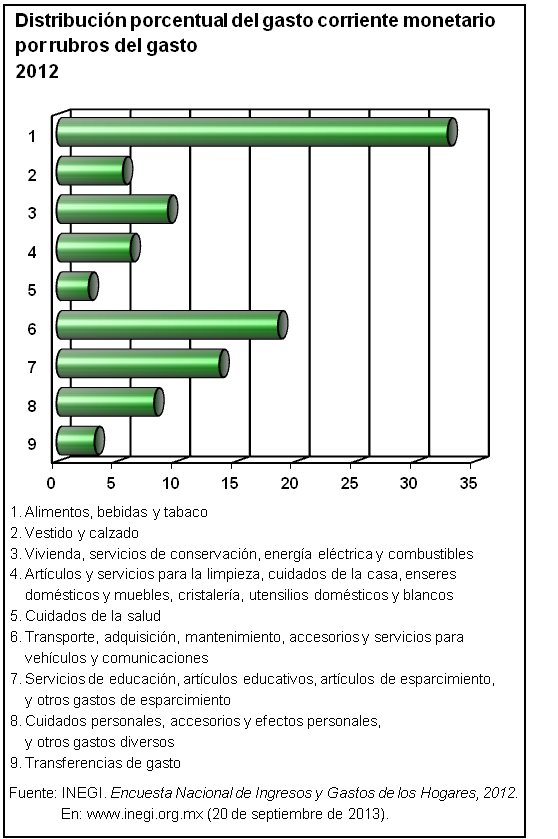 Distribución porcentual del gasto corriente monetario
por rubros del gasto
2012
1
2
3
4
5
6
7
8
9
0 5 10 15 20 25 30 35
1. Alimentos, bebidas y tabaco
2. Vestido y calzado
3. Vivienda, servicios de conservación, energía eléctrica y combustibles
4. Artículos y servicios para la limpieza, cuidados de la casa, enseres
domésticos y muebles, cristalería, utensilios domésticos y blancos
5. Cuidados de la salud
6. Transporte, adquisición, mantenimiento, accesorios y servicios para
vehículos y comunicaciones
7. Servicios de educación, artículos educativos, artículos de esparcimiento,
y otros gastos de esparcimiento
8. Cuidados personales, accesorios y efectos personales,
y otros gastos diversos
9. Transferencias de gasto
Fuente: INEGI. Encuesta Nacional de Ingresos y Gastos de los Hogares, 2012.
En: www.inegi.org.mx (20 de septiembre de 2013).